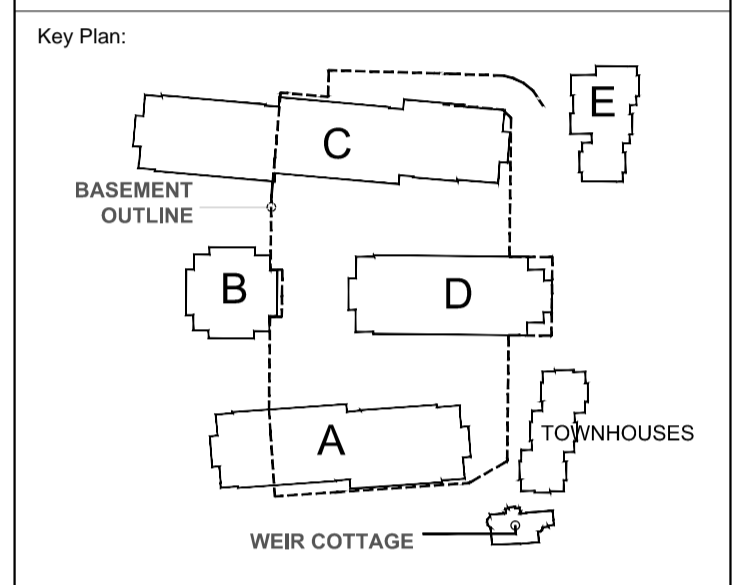 Key Plan:
E
C
BASEMENT
OUTLINE
B
D
A
TOWNHOUSES
WEIR COTTAGE